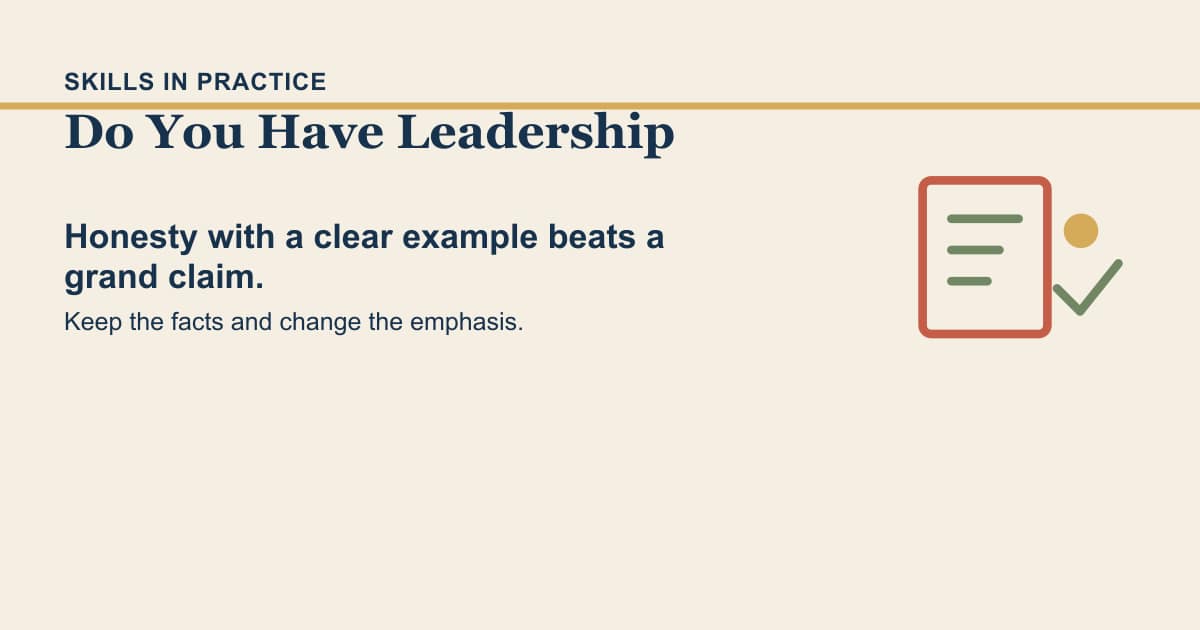 SKILLS IN PRACTICE
Do You Have Leadership
Honesty with a clear example beats a
grand claim.
Keep the facts and change the emphasis.